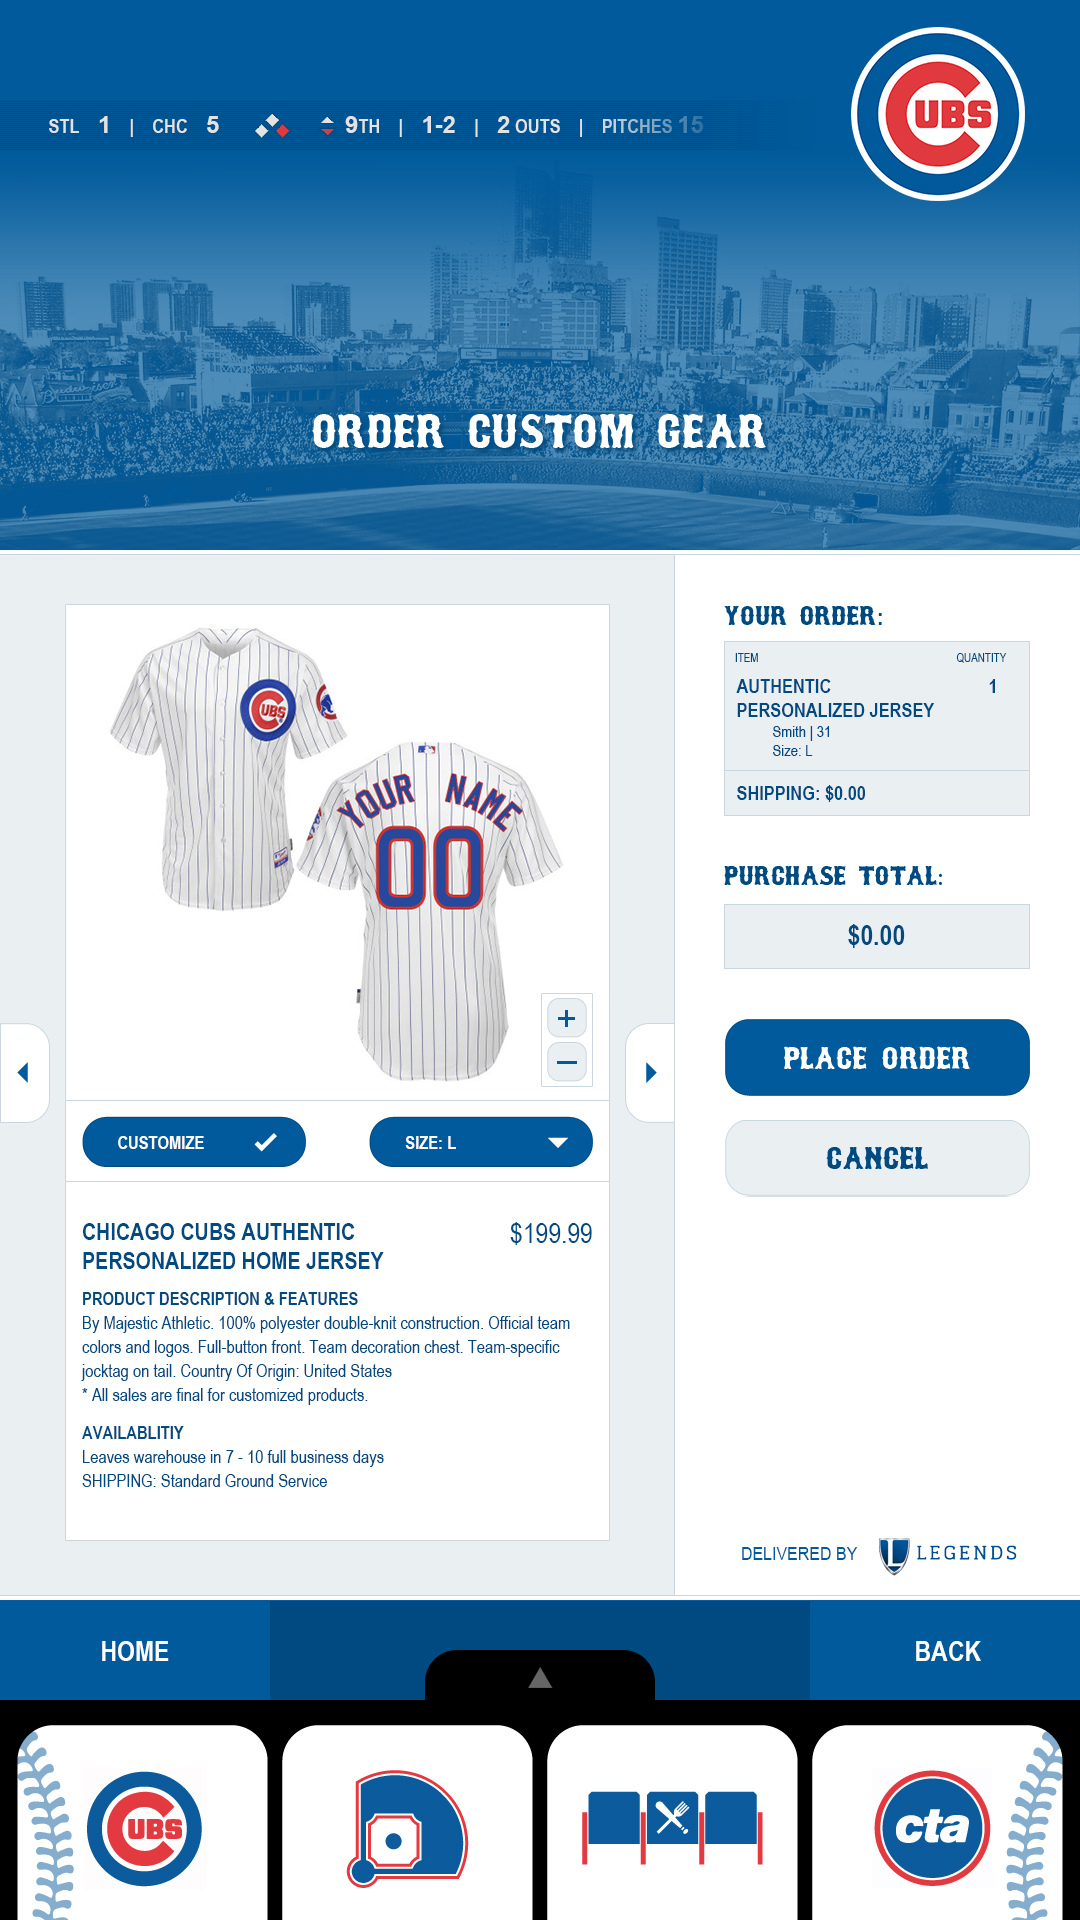 STL 1 | CHC 5 9TH | 1-2 | 2 OUTS | PITCHES 15
CUBS
ORDER CUSTOM GEAR
YOUR ORDER:
ITEM QUANTITY
AUTHENTIC 1
PERSONALIZED JERSEY
Smith | 31
Size: L
SHIPPING: $0.00
PURCHASE TOTAL:
$0.00
PLACE ORDER
CANCEL
CUBS
YOUR NAME
00
+
−
CUSTOMIZE
SIZE: L
CHICAGO CUBS AUTHENTIC $199.99
PERSONALIZED HOME JERSEY
PRODUCT DESCRIPTION & FEATURES
By Majestic Athletic. 100% polyester double-knit construction. Official team
colors and logos. Full-button front. Team decoration chest. Team-specific
jocktag on tail. Country Of Origin: United States
* All sales are final for customized products.
AVAILABLITIY
Leaves warehouse in 7 - 10 full business days
SHIPPING: Standard Ground Service
DELIVERED BY L LEGENDS
HOME
BACK
CUBS
cta